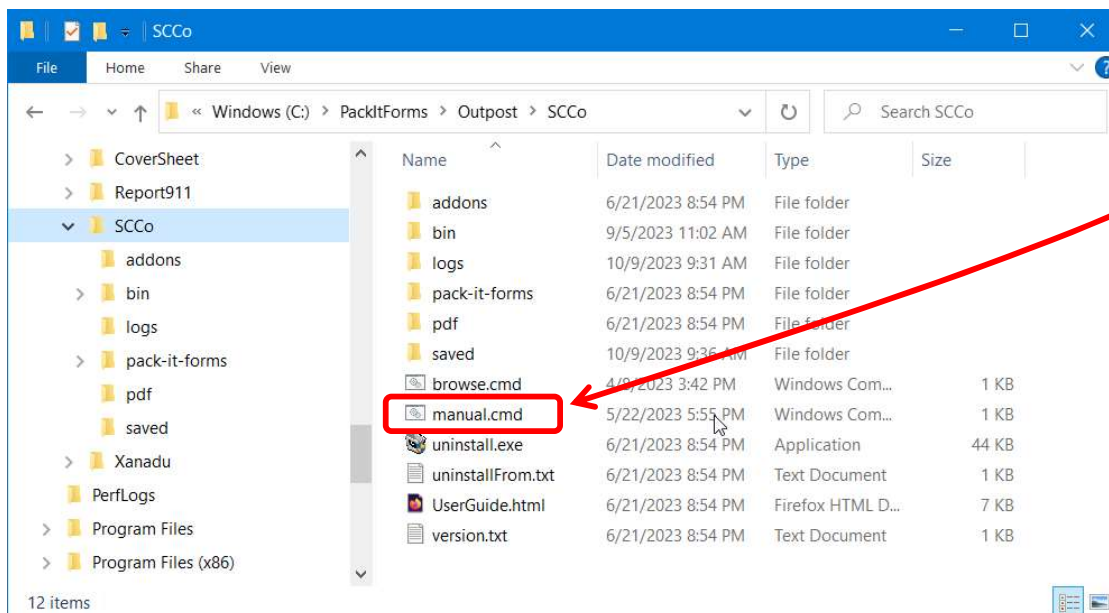 SCCo
File Home Share View ?
« Windows (C:) > PackItForms > Outpost > SCCo Search SCCo
CoverSheet
Report911
SCCo
addons
bin
logs
pack-it-forms
pdf
saved
Xanadu
PerfLogs
Program Files
Program Files (x86)
Name Date modified Type Size
addons 6/21/2023 8:54 PM File folder
bin 9/5/2023 11:02 AM File folder
logs 10/9/2023 9:31 AM File folder
pack-it-forms 6/21/2023 8:54 PM File folder
pdf 6/21/2023 8:54 PM File folder
saved 10/9/2023 9:36 AM File folder
browse.cmd 3:42 PM Windows Com... 1 KB
manual.cmd 5/22/2023 5:55 PM Windows Com... 1 KB
uninstall.exe 6/21/2023 8:54 PM Application 44 KB
uninstallFrom.txt 6/21/2023 8:54 PM Text Document 1 KB
UserGuide.html 6/21/2023 8:54 PM Firefox HTML D... 7 KB
version.txt 6/21/2023 8:54 PM Text Document 1 KB
12 items